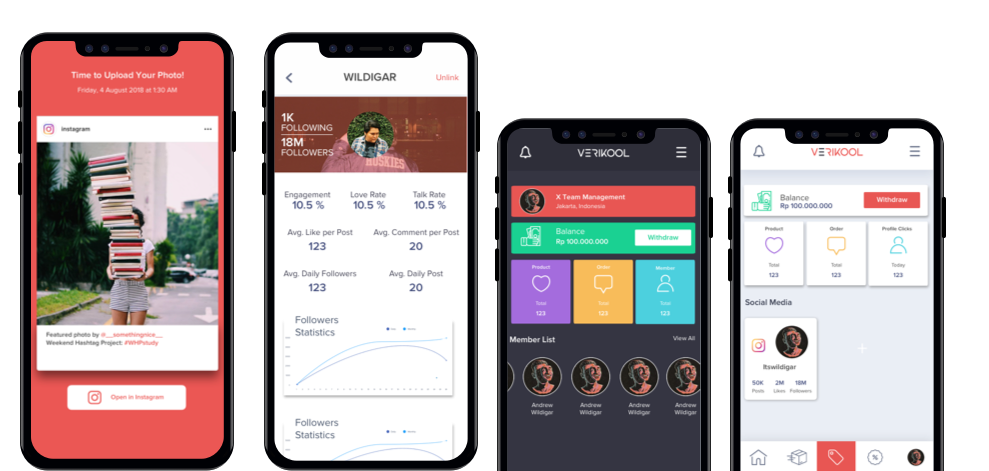 Time to Upload Your Photo!
Friday, 4 August 2018 at 1:30 AM
instagram
Featured photo by @__somethingnice__
Weekend Hashtag Project: #WHPstudy
Open in Instagram
WILDIGAR
Unlink
1K
FOLLOWING
18M
FOLLOWERS
HUSKIES
Engagement Love Rate Talk Rate
10.5 % 10.5 % 10.5 %
Avg. Like per Post Avg. Comment per Post
123 20
Avg. Daily Followers Avg. Daily Post
123 20
Followers
Statistics
Followers
Statistics
VERIKOOL
X Team Management
Jakarta, Indonesia
Balance
Rp 100.000.000
Withdraw
Product Order Member
Total Total Total
123 123 123
Member List View All
Andrew Andrew Andrew Andrew
Wildigar Wildigar Wildigar Wildigar
VERIKOOL
Balance
Rp 100.000.000
Withdraw
Product Order Profile Clicks
Total Total Today
123 123 123
Social Media
Itswildigar
50K 2M 18M
Posts Likes Followers